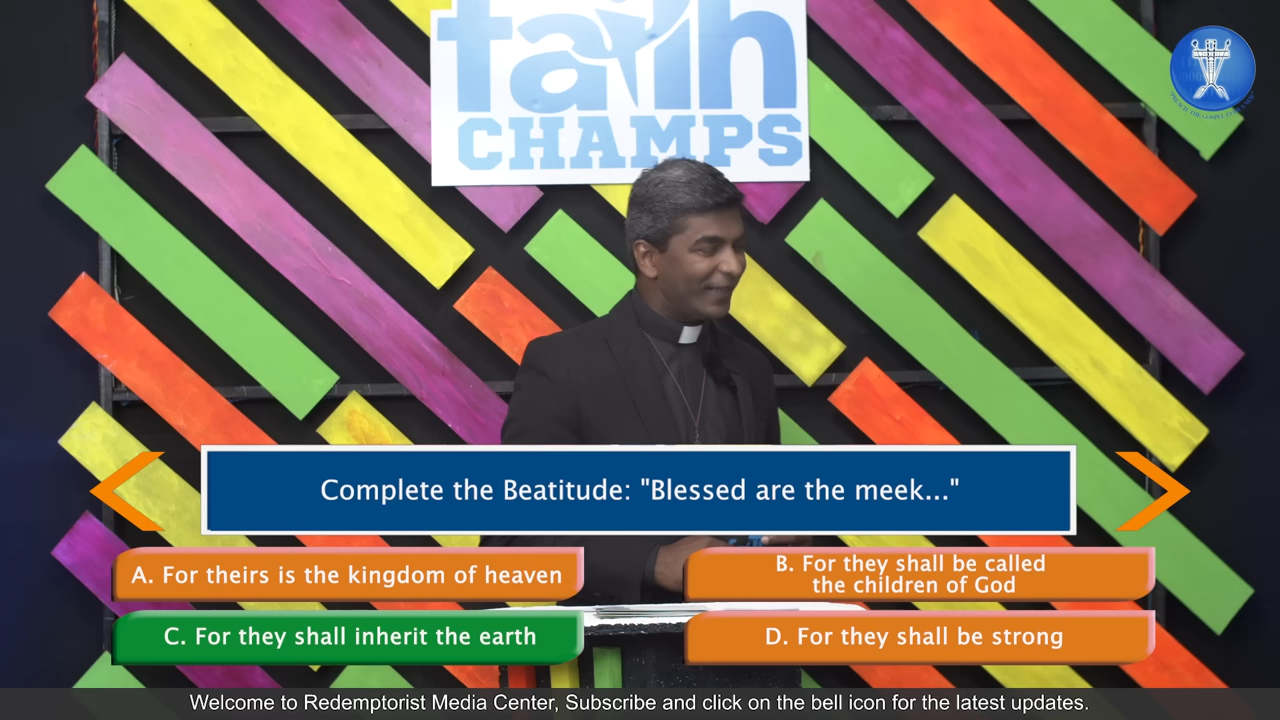 faith
CHAMPS
Complete the Beatitude: "Blessed are the meek..."
A. For theirs is the kingdom of heaven
B. For they shall be called
the children of God
C. For they shall inherit the earth
D. For they shall be strong
Welcome to Redemptorist Media Center, Subscribe and click on the bell icon for the latest updates.